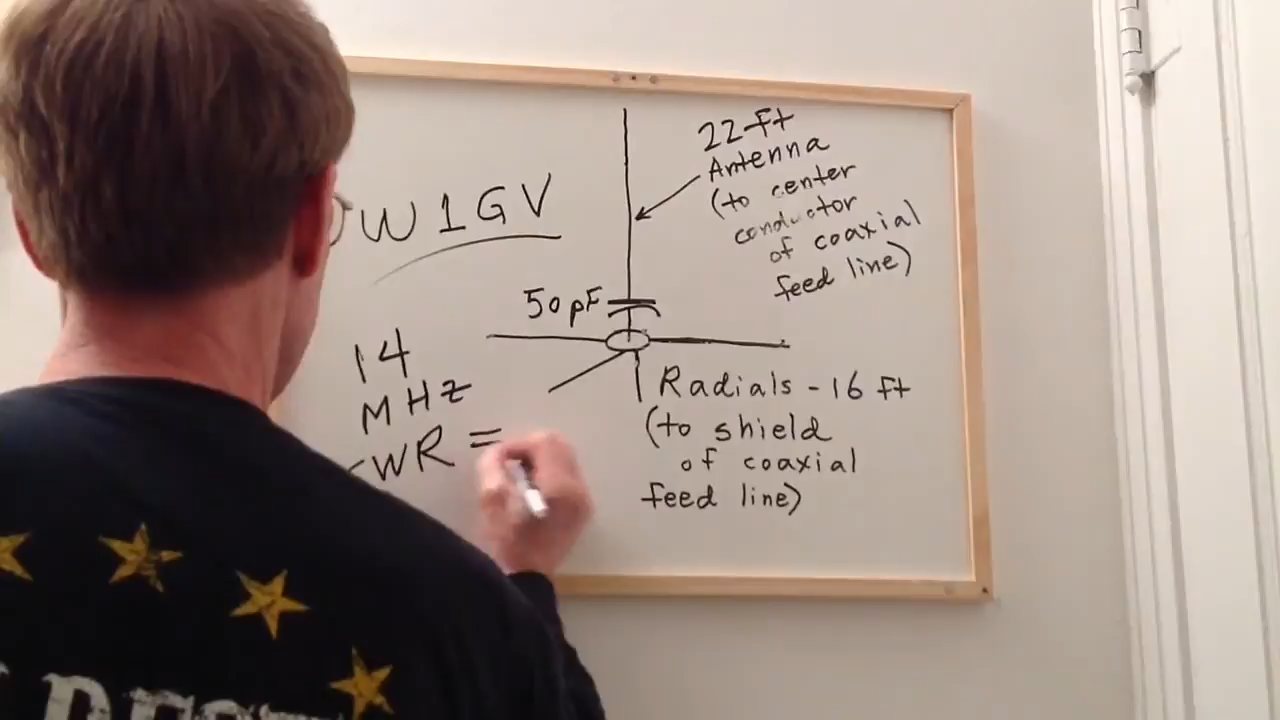 W1GV
22 ft
Antenna
(to center
conductor
of coaxial
feed line)
50 pF
14
MHz
SWR =
Radials - 16 ft
(to shield
of coaxial
feed line)